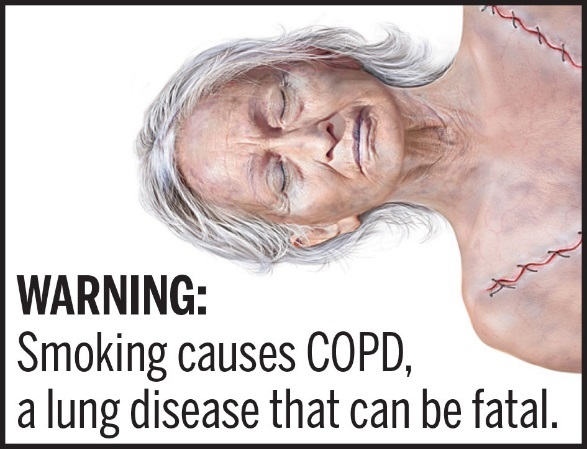 WARNING:
Smoking causes COPD,
a lung disease that can be fatal.